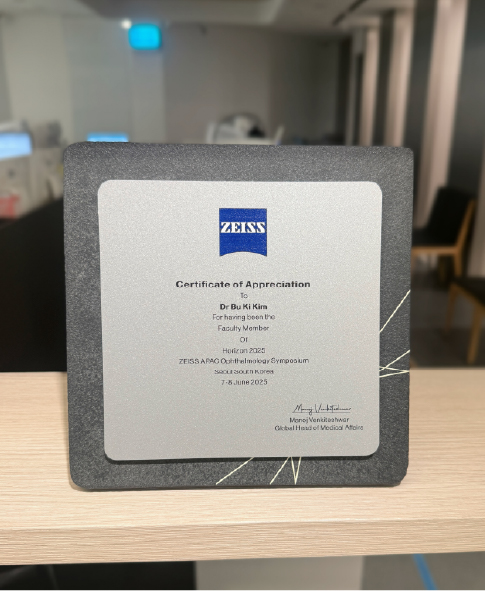 ZEISS
Certificate of Appreciation
To
Dr Bu Ki Kim
For having been the
Faculty Member
Of
Horizon 2025
ZEISS APAC Ophthalmology Symposium
Seoul South Korea
7-8 June 2025
Manoj Venkiteshwar
Global Head of Medical Affairs